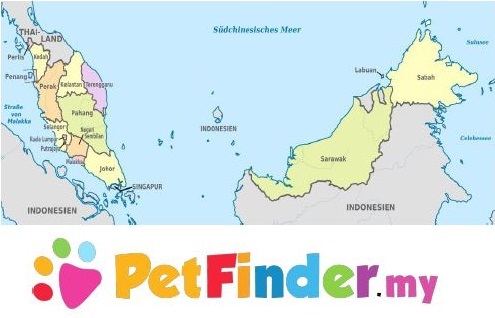 Südchinesisches Meer
THAI-
LAND
Perlis
Kedah
Penang
Perak
Kelantan
Terengganu
Pahang
Selangor
Kuala Lumpur
Putrajaya
Negeri
Sembilan
Malakka
Johor
Straße
von
Malakka
SINGAPUR
INDONESIEN
INDONESIEN
Labuan
Sabah
Sulusee
Celebessee
Sarawak
INDONESIEN
PetFinder.my